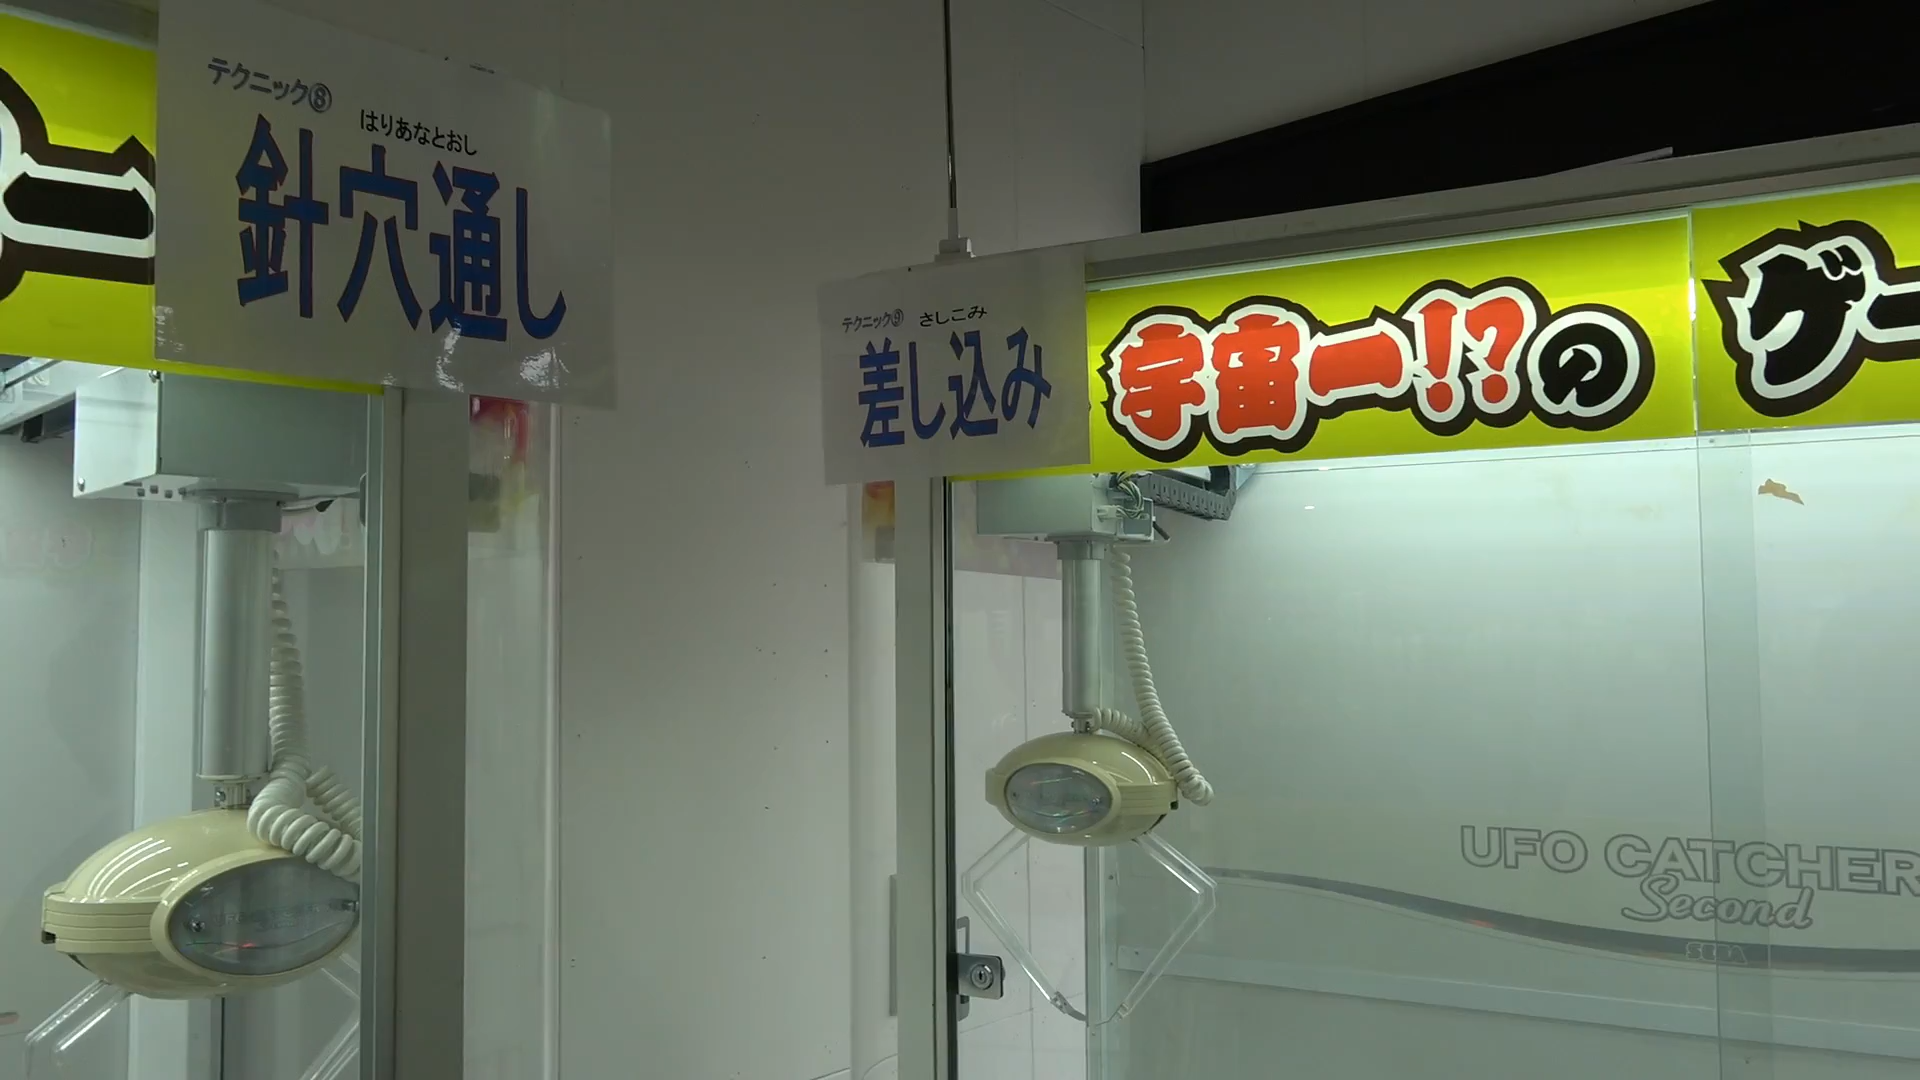 テクニック⑧
はりあなとおし
針穴通し
テクニック⑨ さしこみ
差し込み
宇宙一!?の
ゲー
UFO CATCHER
Second
SEGA